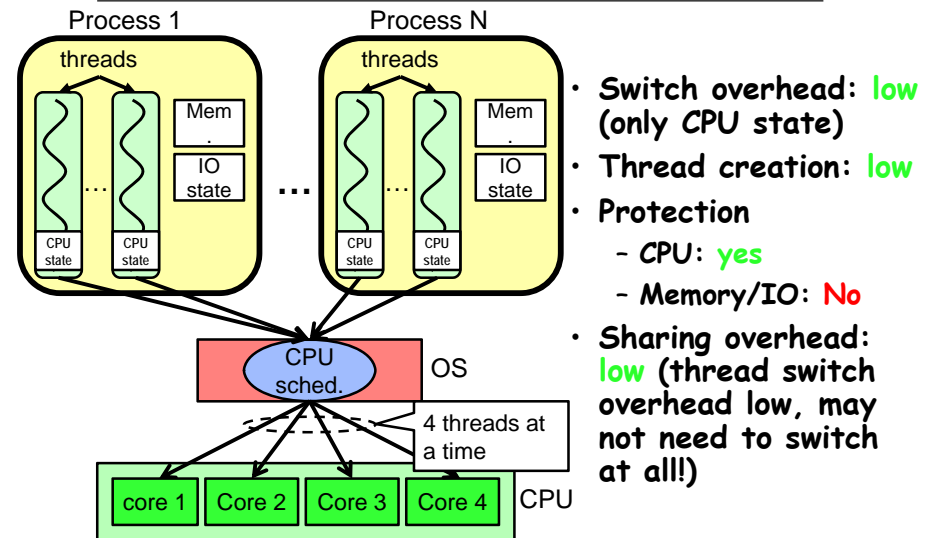 Process 1
Process N
threads
threads
Mem
.
IO
state
Mem
.
IO
state
…
…
…
CPU
state
CPU
state
CPU
state
CPU
state
CPU
sched.
OS
4 threads at
a time
core 1
Core 2
Core 3
Core 4
CPU
• Switch overhead: low
(only CPU state)
• Thread creation: low
• Protection
– CPU: yes
– Memory/IO: No
• Sharing overhead:
low (thread switch
overhead low, may
not need to switch
at all!)